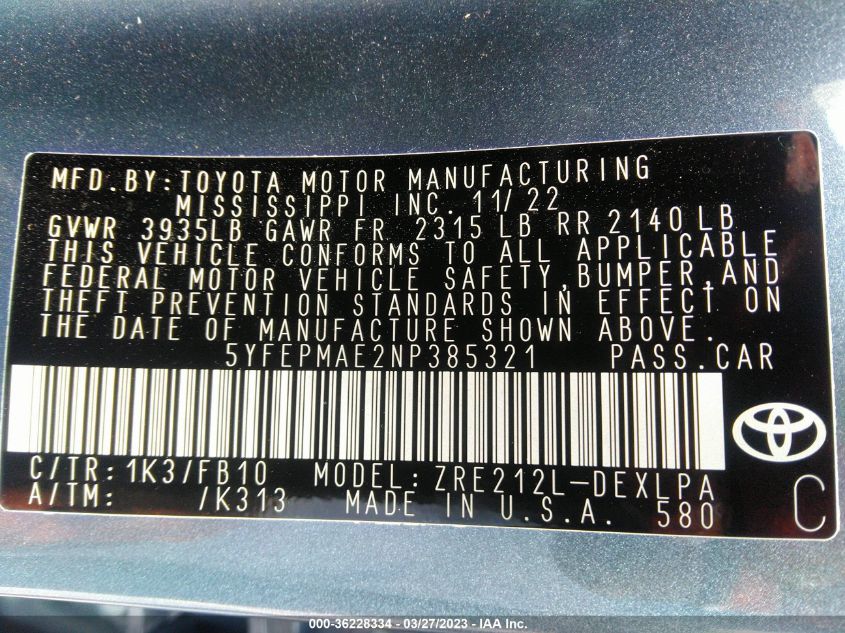 MFD.BY:TOYOTA MOTOR MANUFACTURING
MISSISSIPPI INC. 11/22
GVWR 3935LB GAWR FR 2315LB RR 2140LB
THIS VEHICLE CONFORMS TO ALL APPLICABLE
FEDERAL MOTOR VEHICLE SAFETY,BUMPER,AND
THEFT PREVENTION STANDARDS IN EFFECT ON
THE DATE OF MANUFACTURE SHOWN ABOVE.
5YFEPMAE2NP385321 PASS.CAR
C/TR:1K3/FB10 MODEL:ZRE212L-DEXLPA
A/TM: /K313 MADE IN U.S.A. 580 C
000-36228334 — 03/27/2023 — IAA Inc.